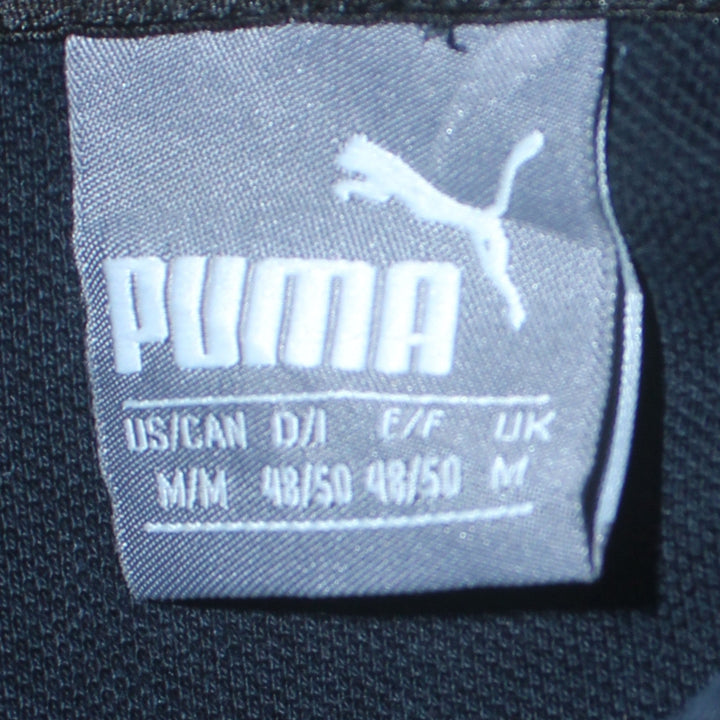 PUMA
US/CAN D/I E/F UK
M/M 48/50 48/50 M